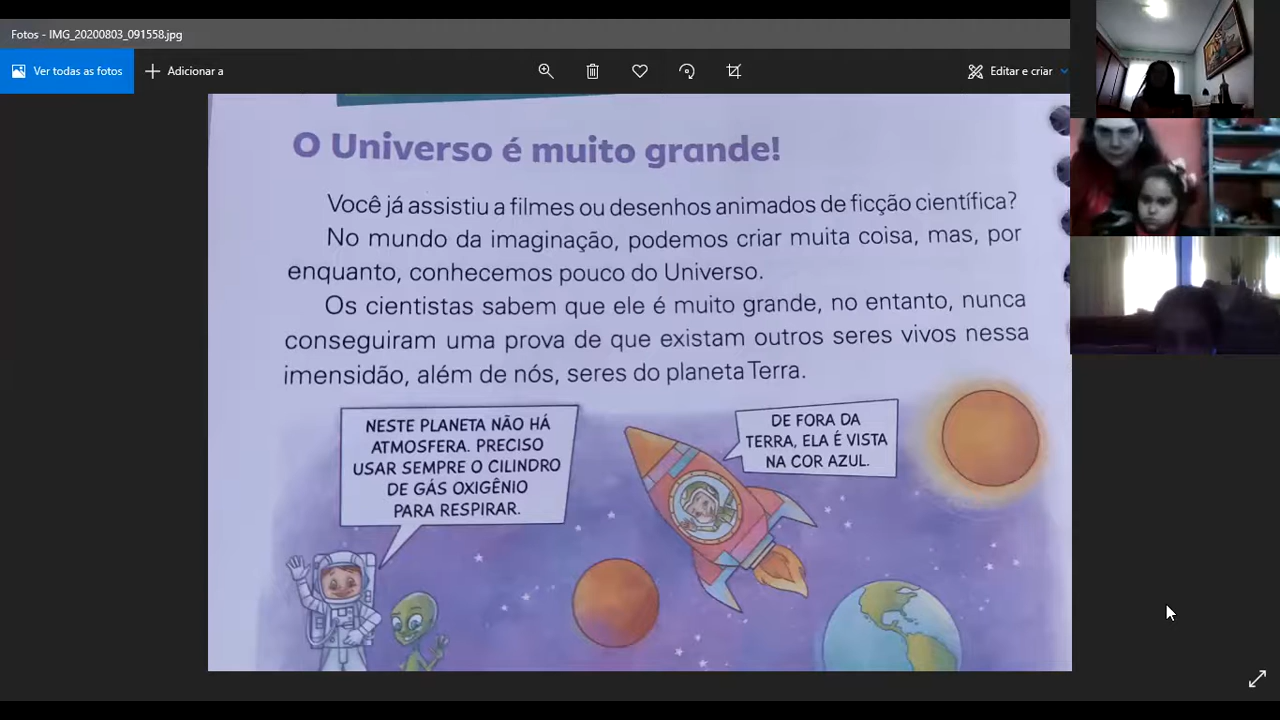 Fotos - IMG_20200803_091558.jpg
Ver todas as fotos
Adicionar a
Editar e criar
O Universo é muito grande!
Você já assistiu a filmes ou desenhos animados de ficção científica?
No mundo da imaginação, podemos criar muita coisa, mas, por
enquanto, conhecemos pouco do Universo.
Os cientistas sabem que ele é muito grande, no entanto, nunca
conseguiram uma prova de que existam outros seres vivos nessa
imensidão, além de nós, seres do planeta Terra.
NESTE PLANETA NÃO HÁ
ATMOSFERA. PRECISO
USAR SEMPRE O CILINDRO
DE GÁS OXIGÊNIO
PARA RESPIRAR.
DE FORA DA
TERRA, ELA É VISTA
NA COR AZUL.